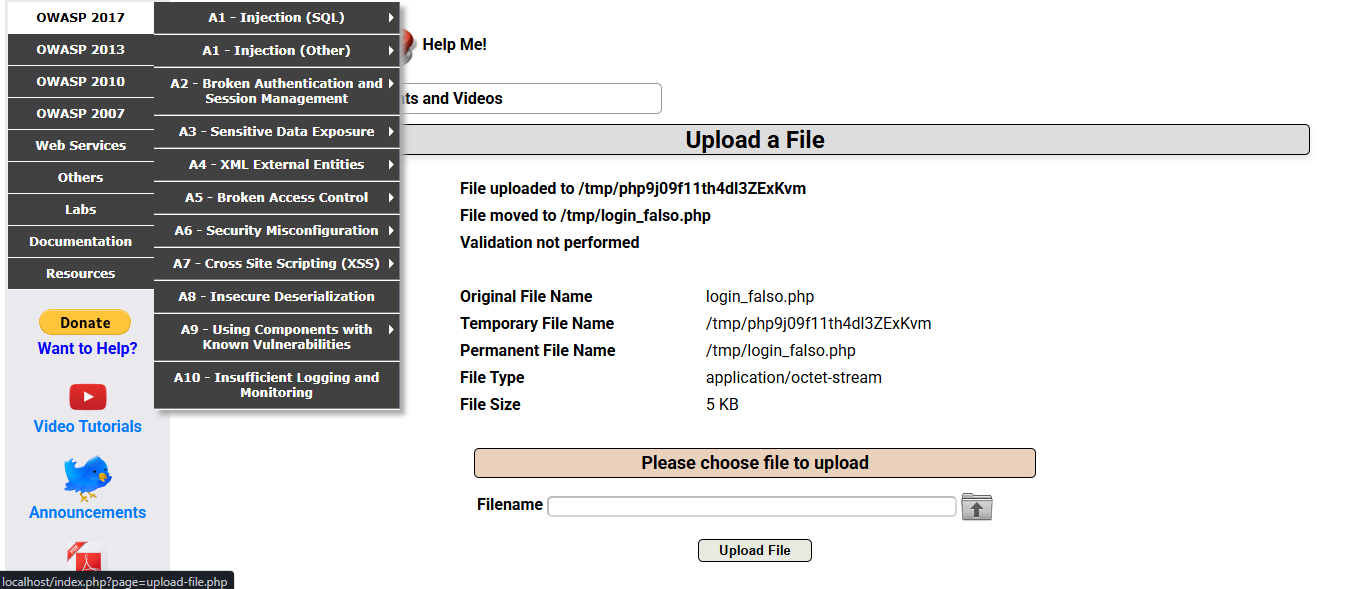 OWASP 2017
OWASP 2013
OWASP 2010
OWASP 2007
Web Services
Others
Labs
Documentation
Resources
A1 - Injection (SQL)
A1 - Injection (Other)
A2 - Broken Authentication and
Session Management
A3 - Sensitive Data Exposure
A4 - XML External Entities
A5 - Broken Access Control
A6 - Security Misconfiguration
A7 - Cross Site Scripting (XSS)
A8 - Insecure Deserialization
A9 - Using Components with
Known Vulnerabilities
A10 - Insufficient Logging and
Monitoring
Donate
Want to Help?
Video Tutorials
Announcements
Help Me!
and Videos
Upload a File
File uploaded to /tmp/php9j09f11th4dl3ZExKvm
File moved to /tmp/login_falso.php
Validation not performed
Original File Name login_falso.php
Temporary File Name /tmp/php9j09f11th4dl3ZExKvm
Permanent File Name /tmp/login_falso.php
File Type application/octet-stream
File Size 5 KB
Please choose file to upload
Filename
Upload File
localhost/index.php?page=upload-file.php